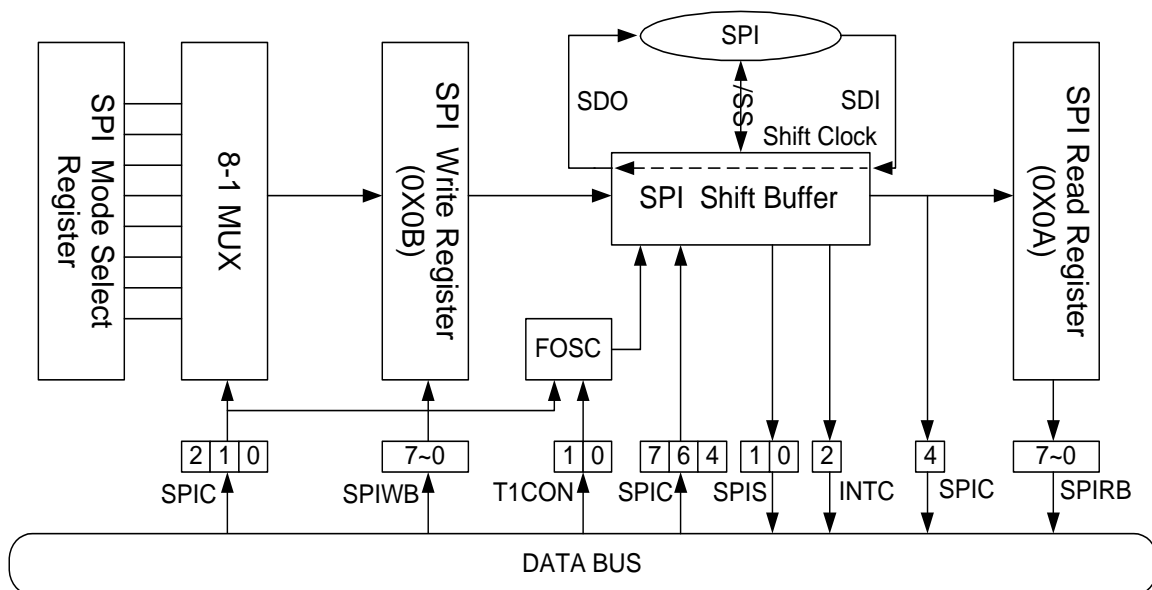 SPI
SDO
/SS
SDI
Shift Clock
SPI Mode Select
Register
8-1 MUX
SPI Write Register
(0X0B)
SPI Shift Buffer
SPI Read Register
(0X0A)
FOSC
2 1 0
7~0
1 0
7 6 4
1 0
2
4
7~0
SPIC
SPIWB
T1CON
SPIC
SPIS
INTC
SPIC
SPIRB
DATA BUS